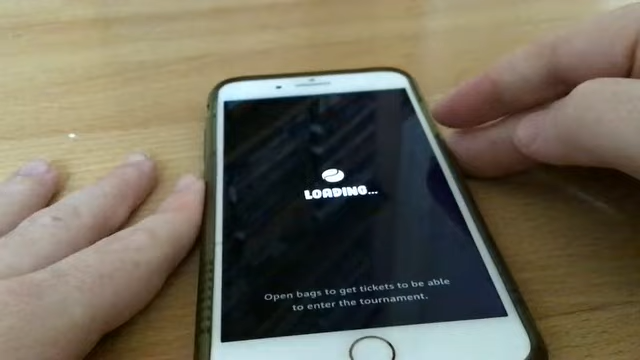 LOADING...
Open bags to get tickets to be able
to enter the tournament.